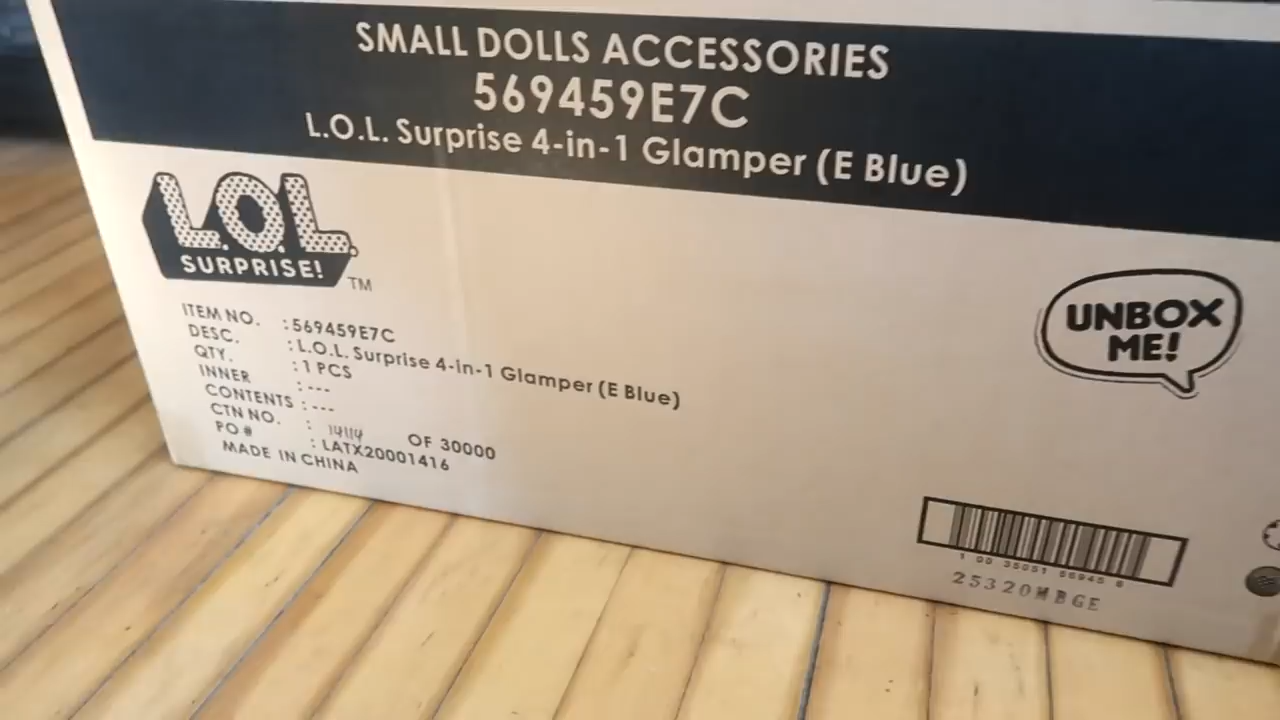 SMALL DOLLS ACCESSORIES
569459E7C
L.O.L. Surprise 4-in-1 Glamper (E Blue)
L.O.L.
SURPRISE! TM
UNBOX
ME!
ITEM NO. : 569459E7C
DESC. : L.O.L. Surprise 4-in-1 Glamper (E Blue)
QTY. : 1 PCS
INNER : ---
CONTENTS : ---
CTN NO. : 14114 OF 30000
PO # : LATX20001416
MADE IN CHINA
25320MBGE